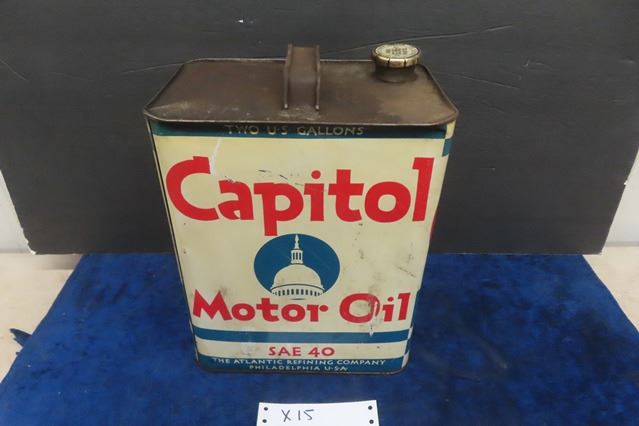 TWO U·S GALLONS
Capitol
Motor Oil
SAE 40
THE ATLANTIC REFINING COMPANY
PHILADELPHIA U·S·A·
X15